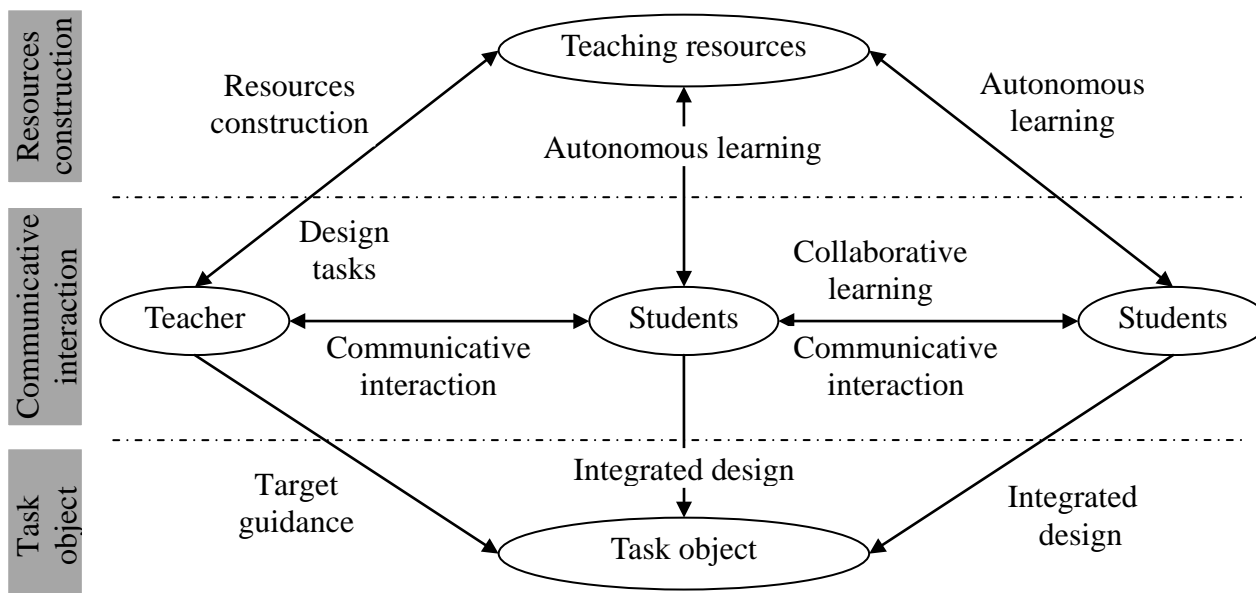 Resources
construction
Teaching resources
Resources
construction
Autonomous
learning
Autonomous learning
Communicative
interaction
Design
tasks
Collaborative
learning
Teacher
Students
Students
Communicative
interaction
Communicative
interaction
Task
object
Integrated design
Target
guidance
Integrated
design
Task object